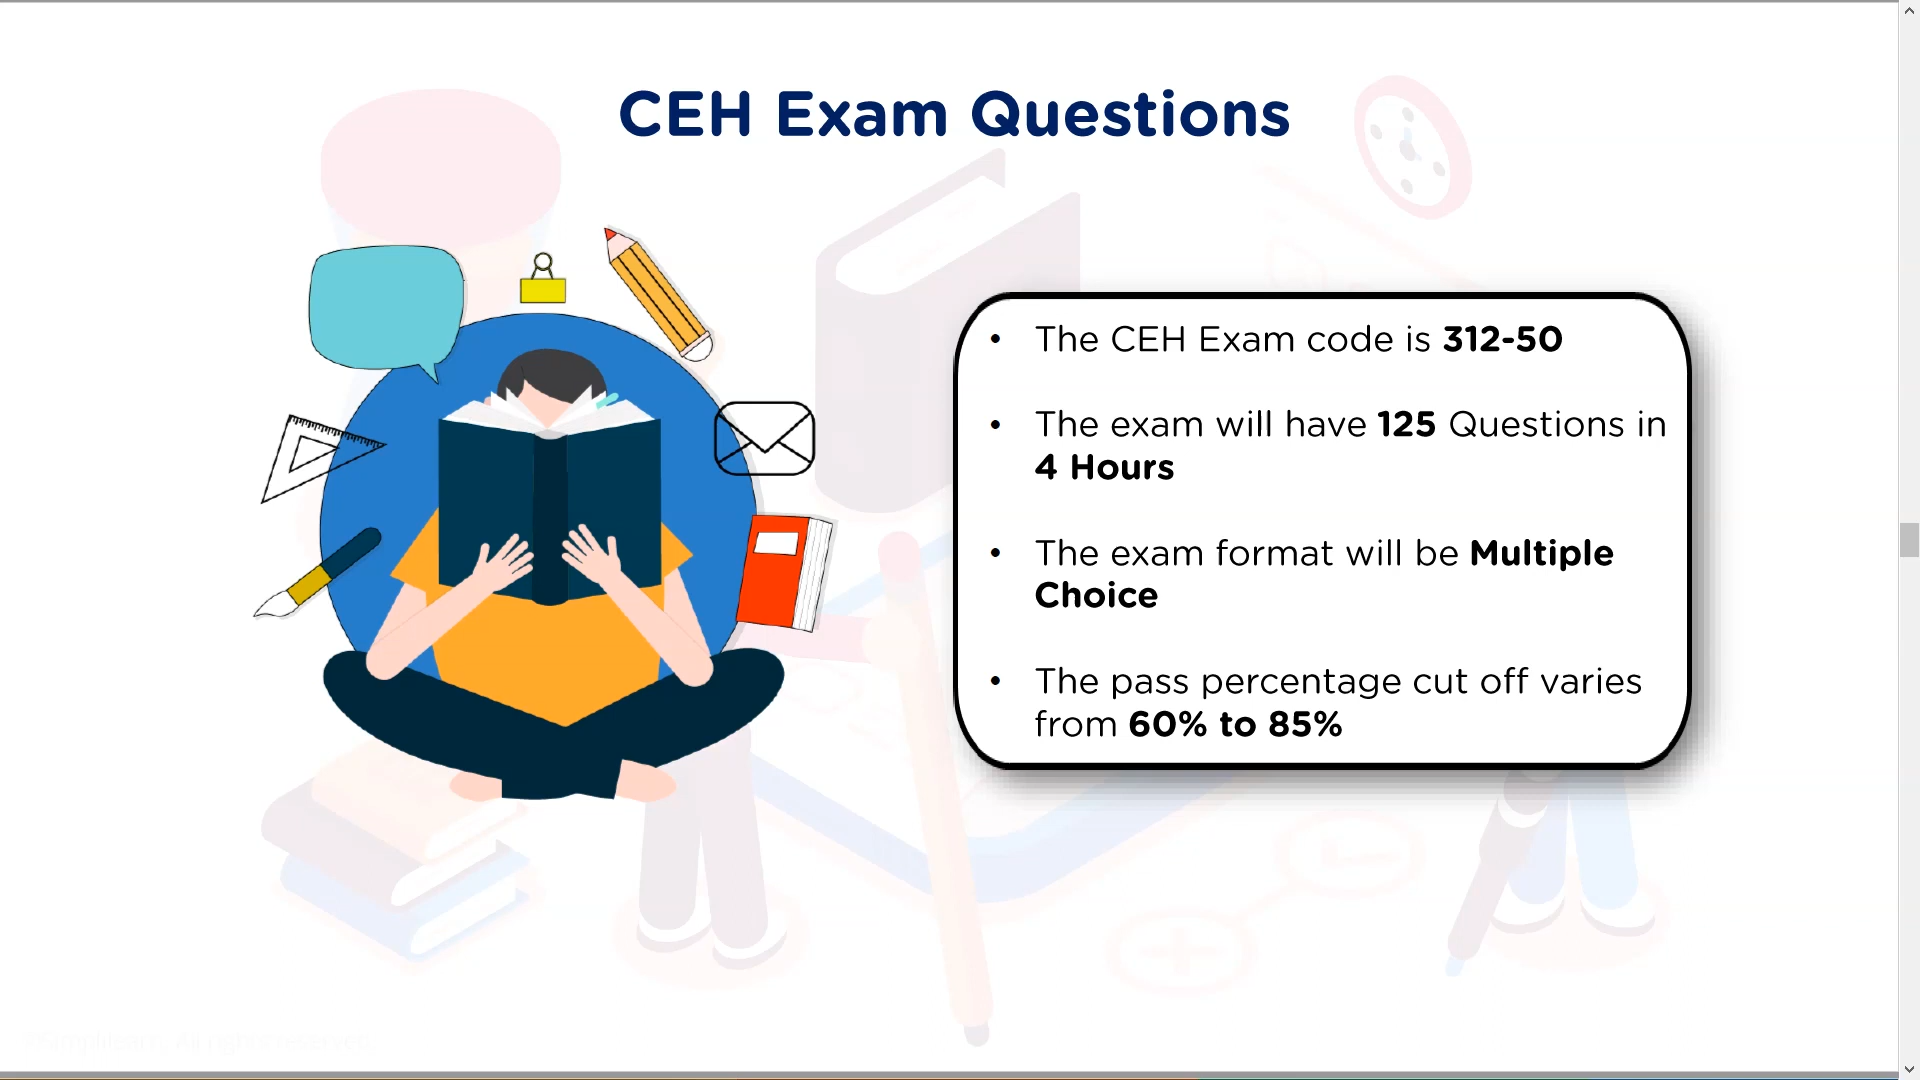 CEH Exam Questions
• The CEH Exam code is 312-50
• The exam will have 125 Questions in
4 Hours
• The exam format will be Multiple
Choice
• The pass percentage cut off varies
from 60% to 85%